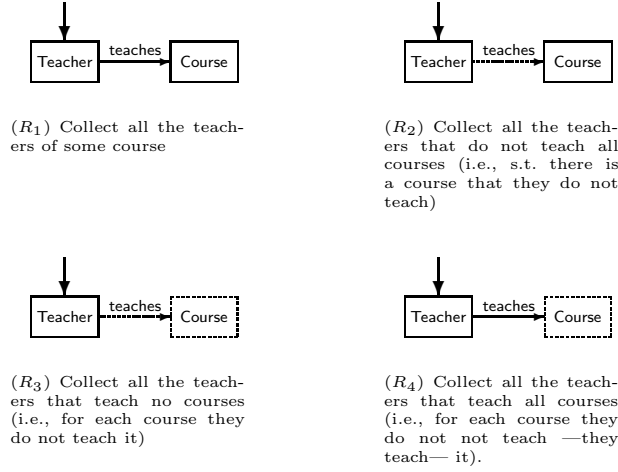 teaches
Teacher
Course
(R1) Collect all the teach-
ers of some course
teaches
Teacher
Course
(R2) Collect all the teach-
ers that do not teach all
courses (i.e., s.t. there is
a course that they do not
teach)
teaches
Teacher
Course
(R3) Collect all the teach-
ers that teach no courses
(i.e., for each course they
do not teach it)
teaches
Teacher
Course
(R4) Collect all the teach-
ers that teach all courses
(i.e., for each course they
do not not teach —they
teach— it).